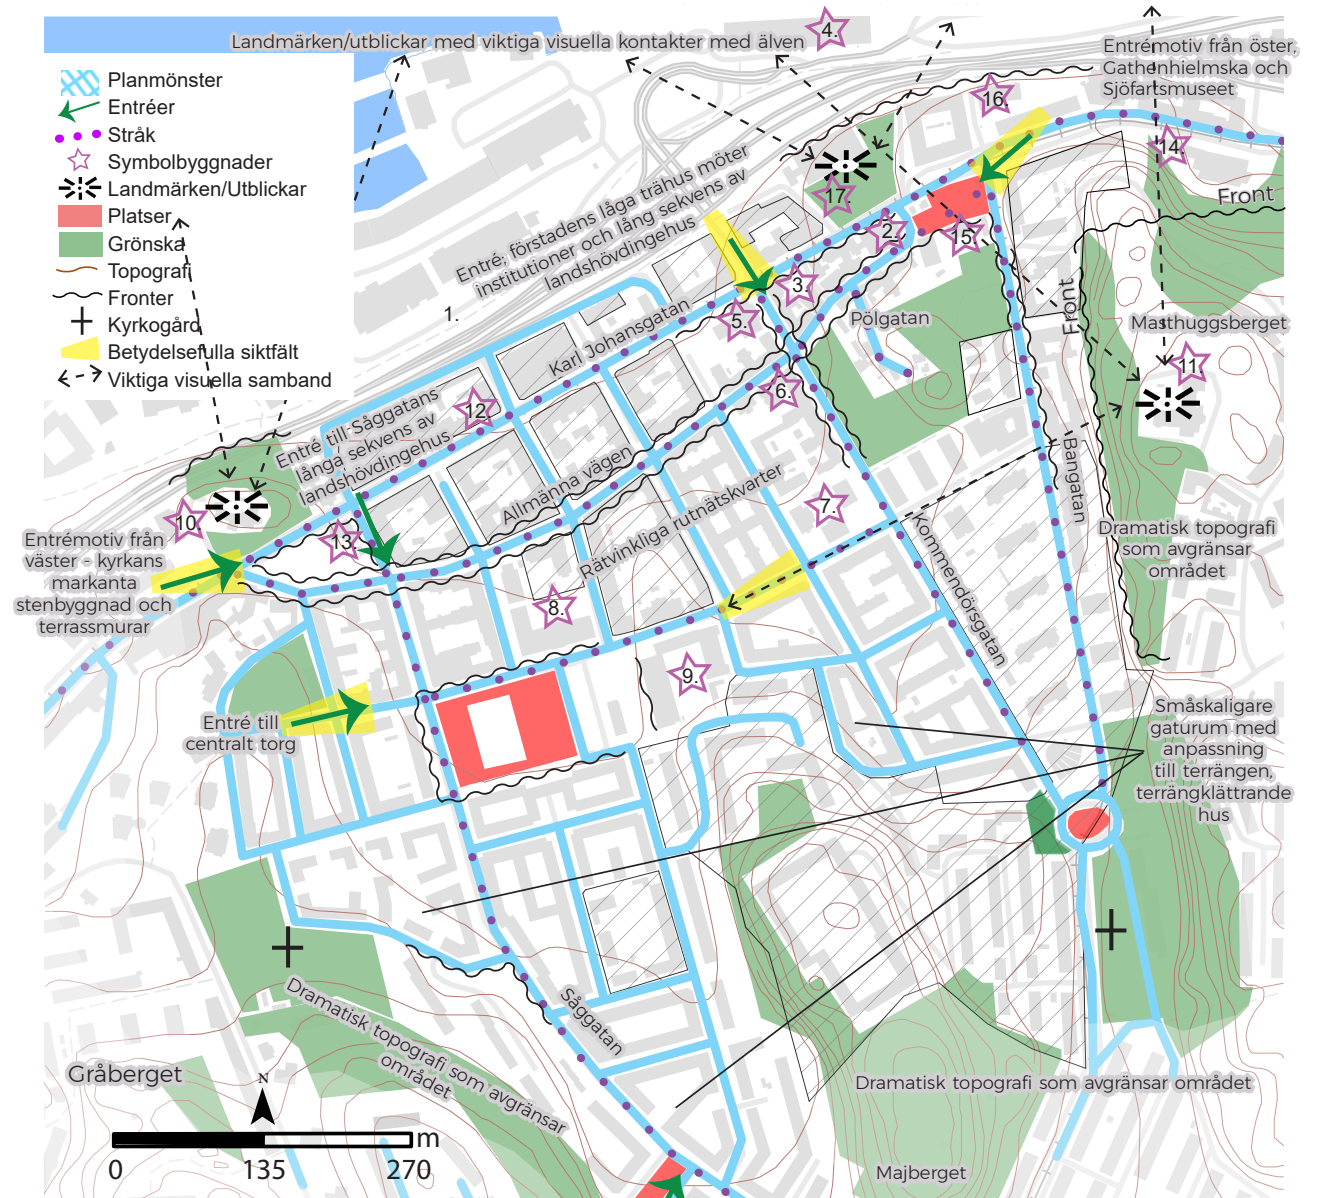 Landmärken/utblickar med viktiga visuella kontakter med älven
4.
Entrémotiv från öster,
Gathenhielmska och
Sjöfartsmuseet
16.
14.
Planmönster
Entréer
Stråk
Symbolbyggnader
Landmärken/Utblickar
Platser
Grönska
Topografi
Fronter
Kyrkogård
Betydelsefulla siktfält
Viktiga visuella samband
Entré, förstadens låga trähus möter
institutioner och lång sekvens av
landshövdingehus
17.
2.
15.
Front
3.
5.
1.
Karl Johansgatan
Pölgatan
Front
Masthuggsberget
11.
6.
12.
Entré till Såggatans
långa sekvens av
landshövdingehus
Allmänna vägen
Rätvinkliga rutnätskvarter
7.
Kommendörsgatan
Bangatan
Dramatisk topografi
som avgränsar
området
10.
13.
Entrémotiv från
väster - kyrkans
markanta
stenbyggnad och
terrassmurar
8.
9.
Entré till
centralt torg
Småskaligare
gaturum med
anpassning
till terrängen,
terrängklättrande
hus
Såggatan
Dramatisk topografi som avgränsar
området
Gråberget
Dramatisk topografi som avgränsar området
Majberget
N
m
0
135
270